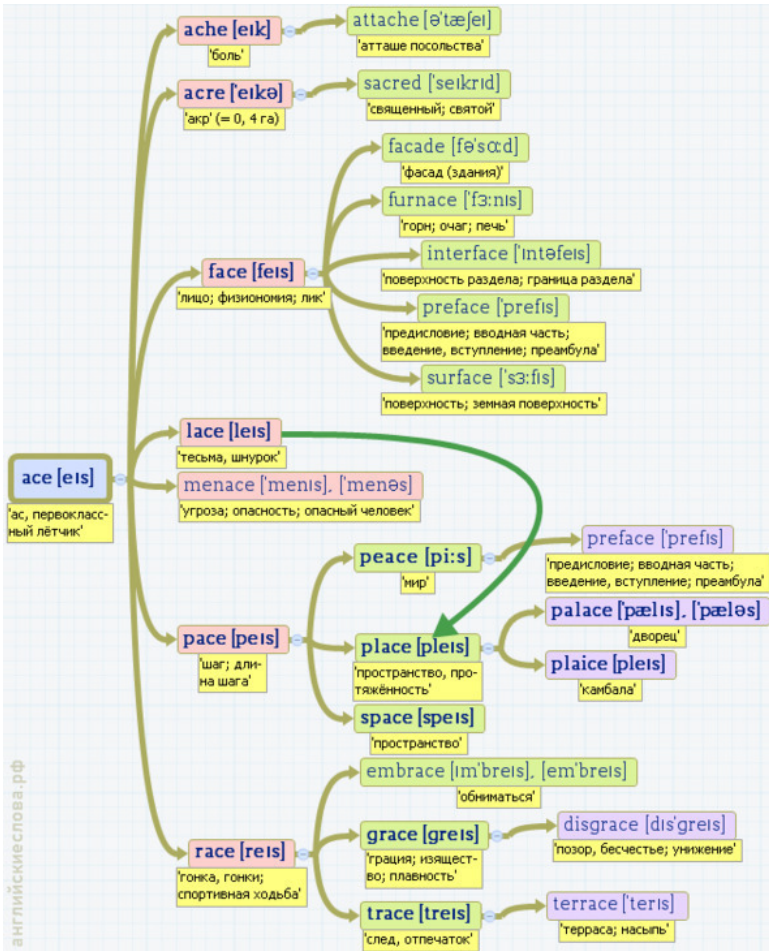 ache [eɪk]
'боль'
attache [ə'tæʃeɪ]
'атташе посольства'
acre ['eɪkə]
'акр' (= 0, 4 га)
sacred ['seɪkrɪd]
'священный; святой'
face [feɪs]
'лицо; физиономия; лик'
facade [fə'sɑːd]
'фасад (здания)'
furnace ['fɜ:nɪs]
'горн; очаг; печь'
interface ['ɪntəfeɪs]
'поверхность раздела; граница раздела'
preface ['prefɪs]
'предисловие; вводная часть;
введение, вступление; преамбула'
surface ['sɜ:fɪs]
'поверхность; земная поверхность'
ace [eɪs]
'ас, первокласс-
ный лётчик'
lace [leɪs]
'тесьма, шнурок'
menace ['menɪs], ['menəs]
'угроза; опасность; опасный человек'
pace [peɪs]
'шаг; дли-
на шага'
peace [pi:s]
'мир'
preface ['prefɪs]
'предисловие; вводная часть;
введение, вступление; преамбула'
place [pleɪs]
'пространство, про-
тяжённость'
palace ['pælɪs], ['pæləs]
'дворец'
plaice [pleɪs]
'камбала'
space [speɪs]
'пространство'
race [reɪs]
'гонка, гонки;
спортивная ходьба'
embrace [ɪm'breɪs], [em'breɪs]
'обниматься'
grace [greɪs]
'грация; изящест-
во; плавность'
disgrace [dɪs'greɪs]
'позор, бесчестье; унижение'
trace [treɪs]
'след, отпечаток'
terrace ['terɪs]
'терраса; насыпь'
английскиеслова.рф